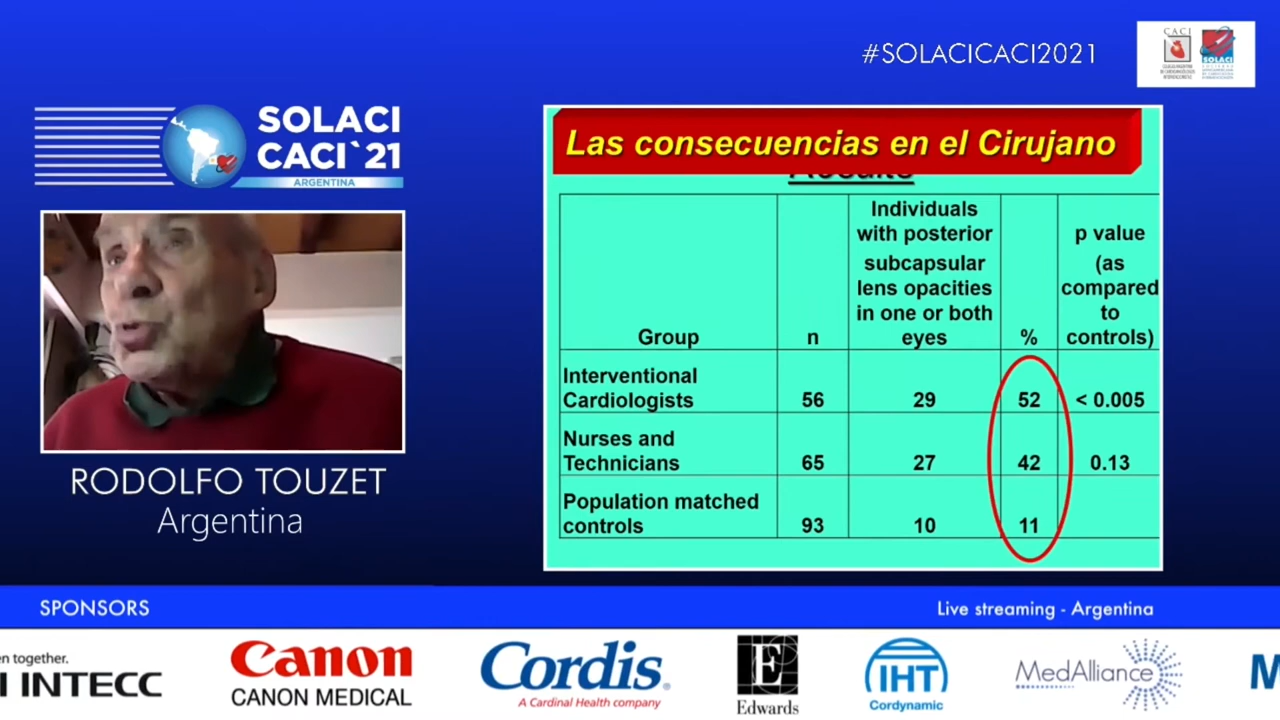 #SOLACICACI2021
CACI
SOLACI
SOLACI
CACI`21
ARGENTINA
RODOLFO TOUZET
Argentina
Las consecuencias en el Cirujano
Results
Group
n
Individuals
with posterior
subcapsular
lens opacities
in one or both
eyes
%
p value
(as
compared
to
controls)
Interventional
Cardiologists
56
29
52
< 0.005
Nurses and
Technicians
65
27
42
0.13
Population matched
controls
93
10
11
SPONSORS
Live streaming - Argentina
en together.
I INTECC
Canon
CANON MEDICAL
Cordis®
A Cardinal Health company
E
Edwards
IHT
Cordynamic
MedAlliance
M